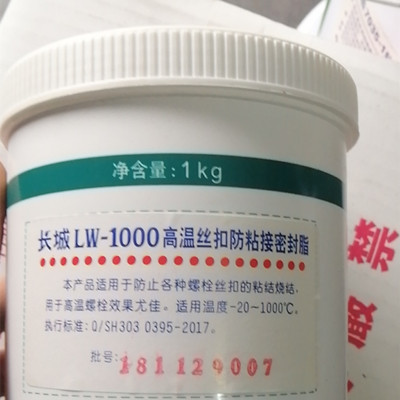 净含量:1kg
长城 LW-1000高温丝扣防粘接密封脂
本产品适用于防止各种螺栓丝扣的粘结烧结,
用于高温螺栓效果尤佳。适用温度-20~1000℃。
执行标准:Q/SH303 0395-2017。
批号: 181129007
禁